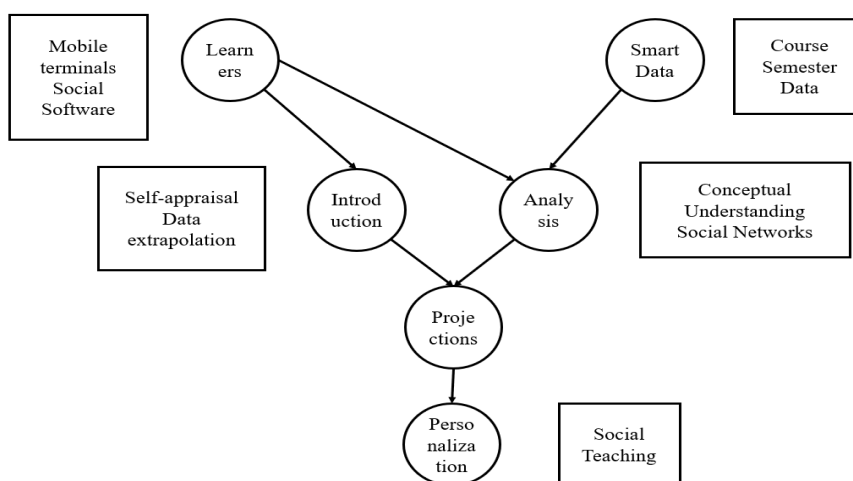 Mobile
terminals
Social
Software
Learn
ers
Smart
Data
Course
Semester
Data
Self-appraisal
Data
extrapolation
Introd
uction
Analy
sis
Conceptual
Understanding
Social Networks
Proje
ctions
Perso
naliza
tion
Social
Teaching